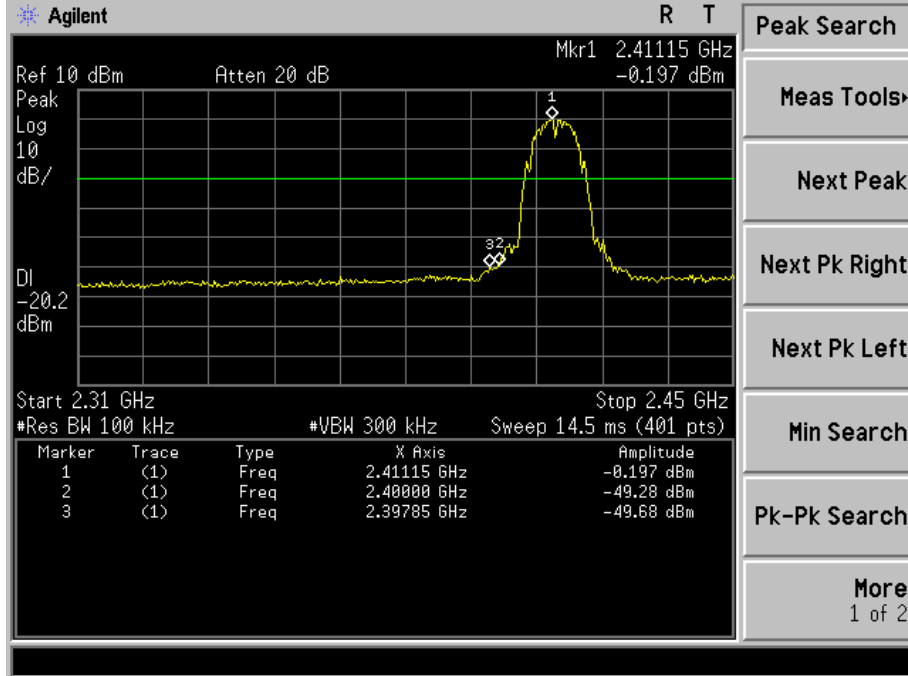 Agilent R T
Peak Search
Mkr1 2.41115 GHz
Ref 10 dBm Atten 20 dB -0.197 dBm
Peak
Log
10
dB/
1
32
DI
-20.2
dBm
Start 2.31 GHz Stop 2.45 GHz
#Res BW 100 kHz #VBW 300 kHz Sweep 14.5 ms (401 pts)
Marker Trace Type X Axis Amplitude
1 (1) Freq 2.41115 GHz -0.197 dBm
2 (1) Freq 2.40000 GHz -49.28 dBm
3 (1) Freq 2.39785 GHz -49.68 dBm
Meas Tools
Next Peak
Next Pk Right
Next Pk Left
Min Search
Pk-Pk Search
More
1 of 2